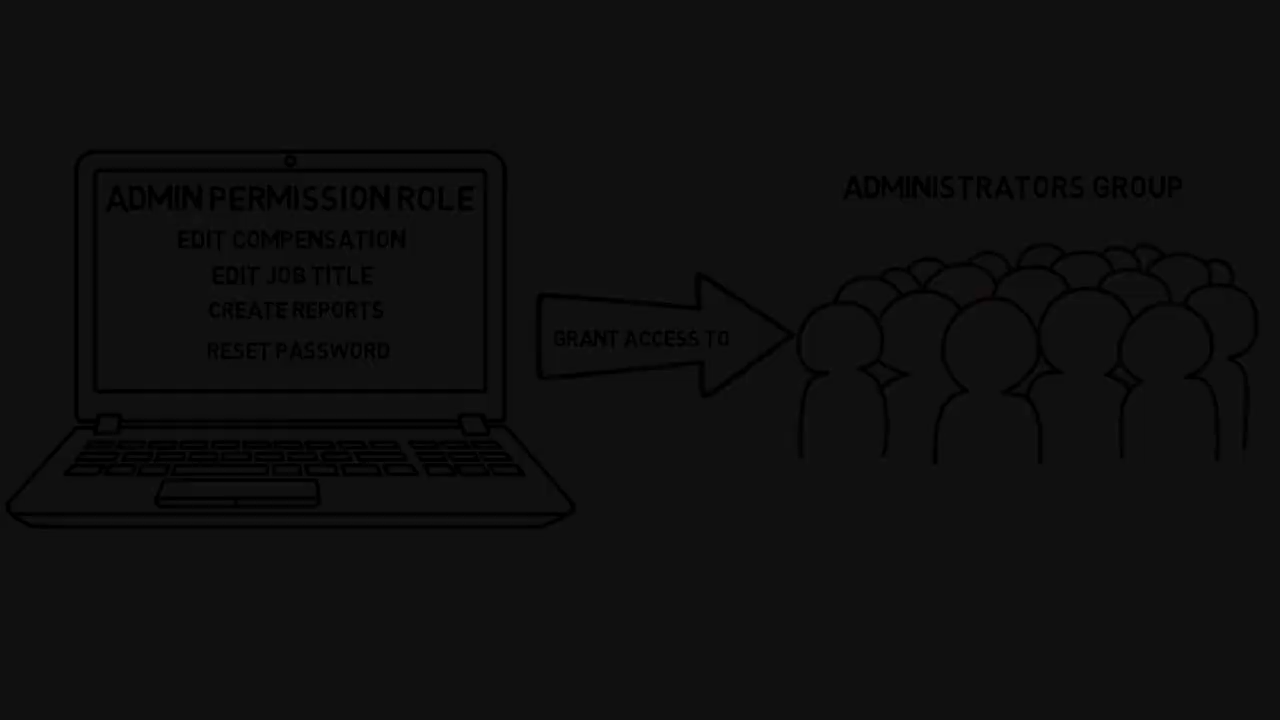 ADMIN PERMISSION ROLE
EDIT COMPENSATION
EDIT JOB TITLE
CREATE REPORTS
RESET PASSWORD
GRANT ACCESS TO
ADMINISTRATORS GROUP